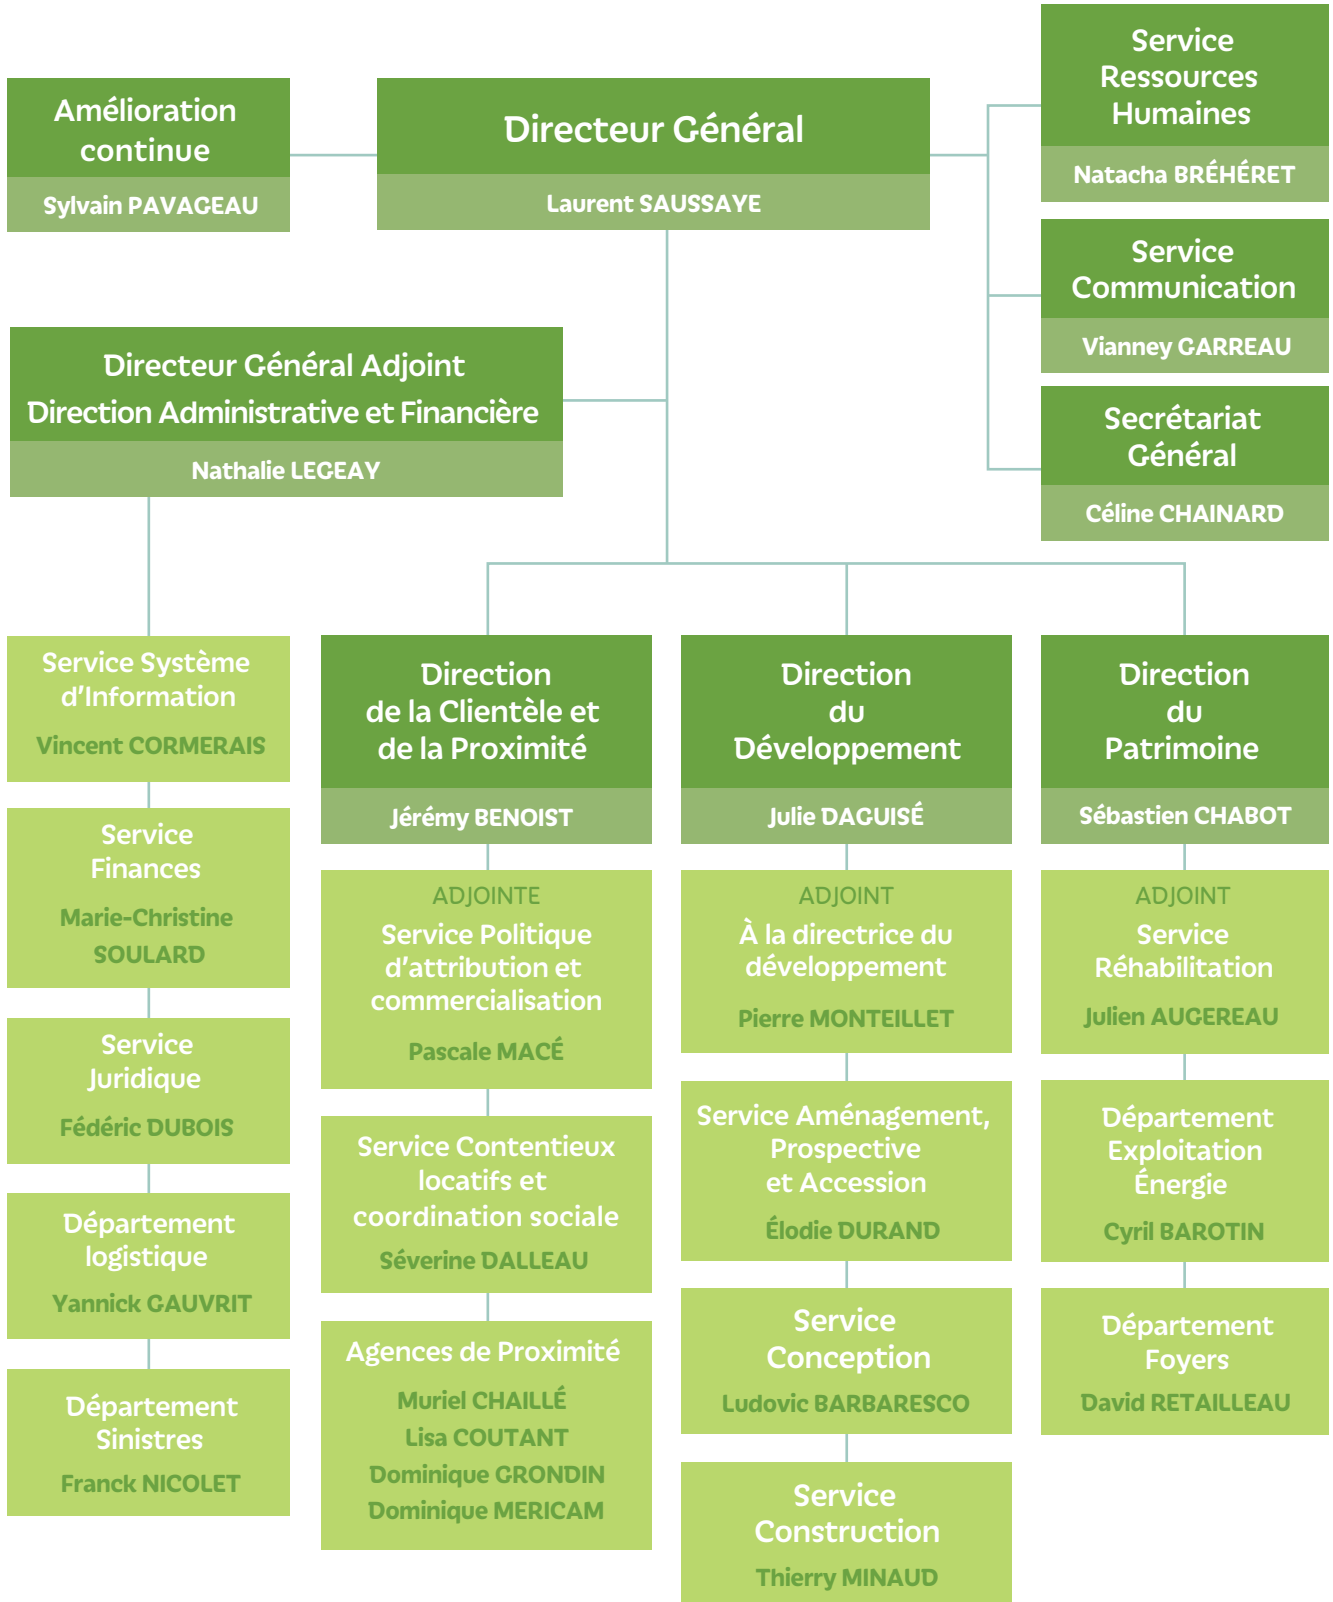 Amélioration
continue
Sylvain PAVAGEAU
Directeur Général
Laurent SAUSSAYE
Service
Ressources
Humaines
Natacha BRÉHÉRET
Service
Communication
Vianney GARREAU
Secrétariat
Général
Céline CHAINARD
Directeur Général Adjoint
Direction Administrative et Financière
Nathalie LEGEAY
Service Système
d'Information
Vincent CORMERAIS
Service
Finances
Marie-Christine
SOULARD
Service
Juridique
Fédéric DUBOIS
Département
logistique
Yannick GAUVRIT
Département
Sinistres
Franck NICOLET
Direction
de la Clientèle et
de la Proximité
Jérémy BENOIST
ADJOINTE
Service Politique
d'attribution et
commercialisation
Pascale MACÉ
Service Contentieux
locatifs et
coordination sociale
Séverine DALLEAU
Agences de Proximité
Muriel CHAILLÉ
Lisa COUTANT
Dominique GRONDIN
Dominique MERICAM
Direction
du
Développement
Julie DAGUISÉ
ADJOINT
À la directrice du
développement
Pierre MONTEILLET
Service Aménagement,
Prospective
et Accession
Élodie DURAND
Service
Conception
Ludovic BARBARESCO
Service
Construction
Thierry MINAUD
Direction
du
Patrimoine
Sébastien CHABOT
ADJOINT
Service
Réhabilitation
Julien AUGEREAU
Département
Exploitation
Énergie
Cyril BAROTIN
Département
Foyers
David RETAILLEAU